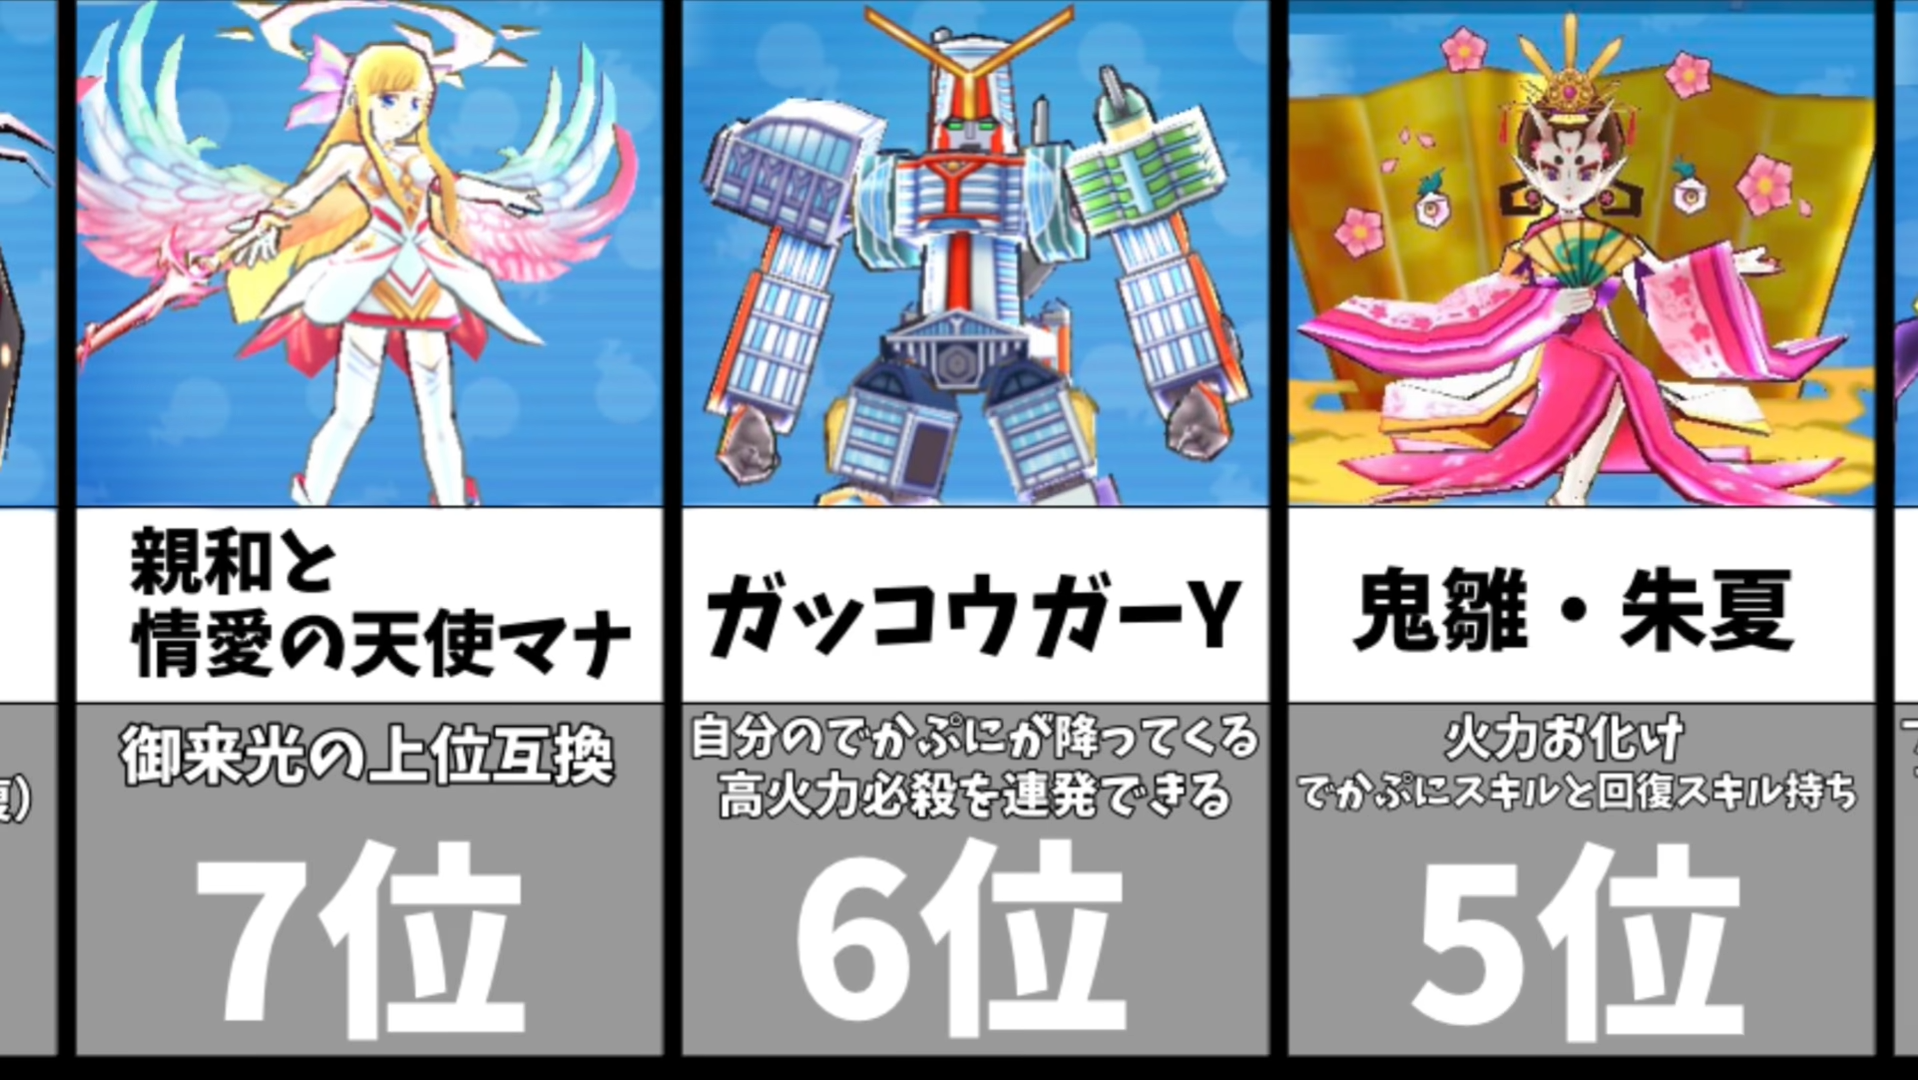 親和と
情愛の天使マナ
御来光の上位互換
7位
ガッコウガーY
自分のでかぷにが降ってくる
高火力必殺を連発できる
6位
鬼雛・朱夏
火力お化け
でかぷにスキルと回復スキル持ち
5位